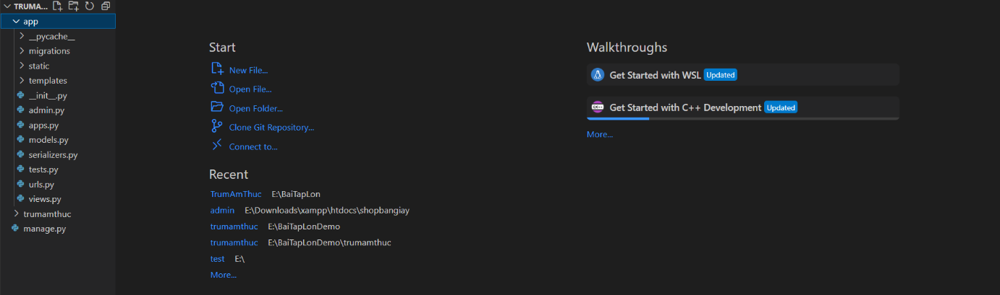 TRUMA...
app
__pycache__
migrations
static
templates
__init__.py
admin.py
apps.py
models.py
serializers.py
tests.py
urls.py
views.py
trumamthuc
manage.py
Start
New File...
Open File...
Open Folder...
Clone Git Repository...
Connect to...
Recent
TrumAmThuc E:\BaiTapLon
admin E:\Downloads\xampp\htdocs\shopbangiay
trumamthuc E:\BaiTapLonDemo
trumamthuc E:\BaiTapLonDemo\trumamthuc
test E:\
More...
Walkthroughs
Get Started with WSL Updated
C/C++ Get Started with C++ Development Updated
More...